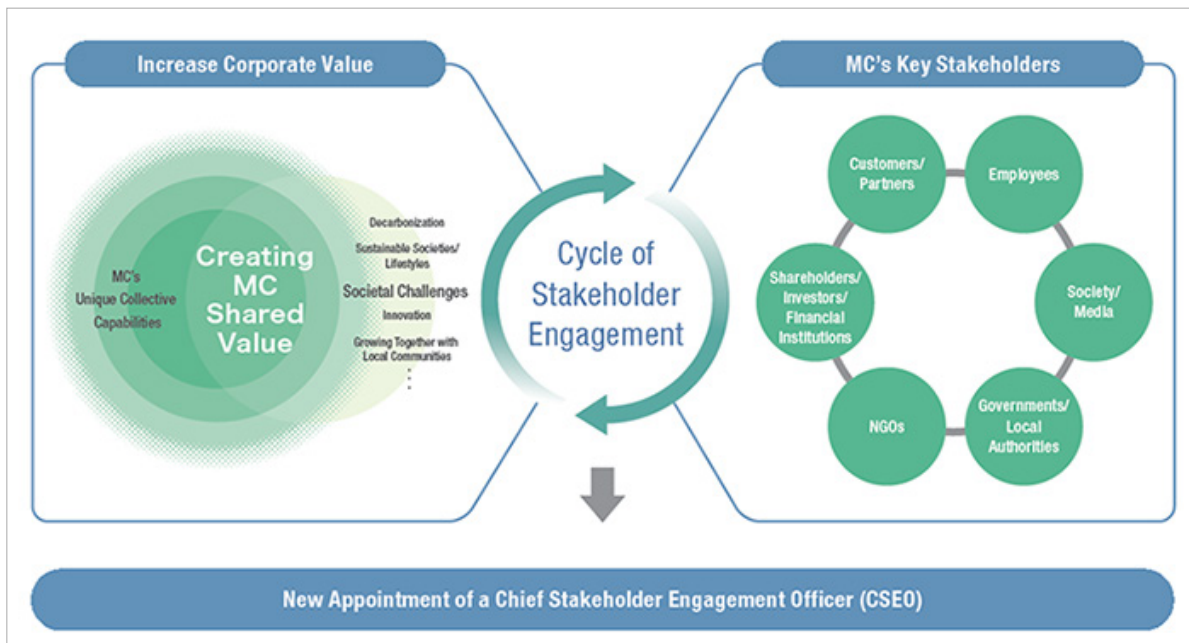 Increase Corporate Value
MC's
Unique Collective
Capabilities
Creating
MC
Shared
Value
Decarbonization
Sustainable Societies/
Lifestyles
Societal Challenges
Innovation
Growing Together with
Local Communities
Cycle of
Stakeholder
Engagement
MC's Key Stakeholders
Customers/
Partners
Employees
Shareholders/
Investors/
Financial
Institutions
Society/
Media
NGOs
Governments/
Local
Authorities
New Appointment of a Chief Stakeholder Engagement Officer (CSEO)